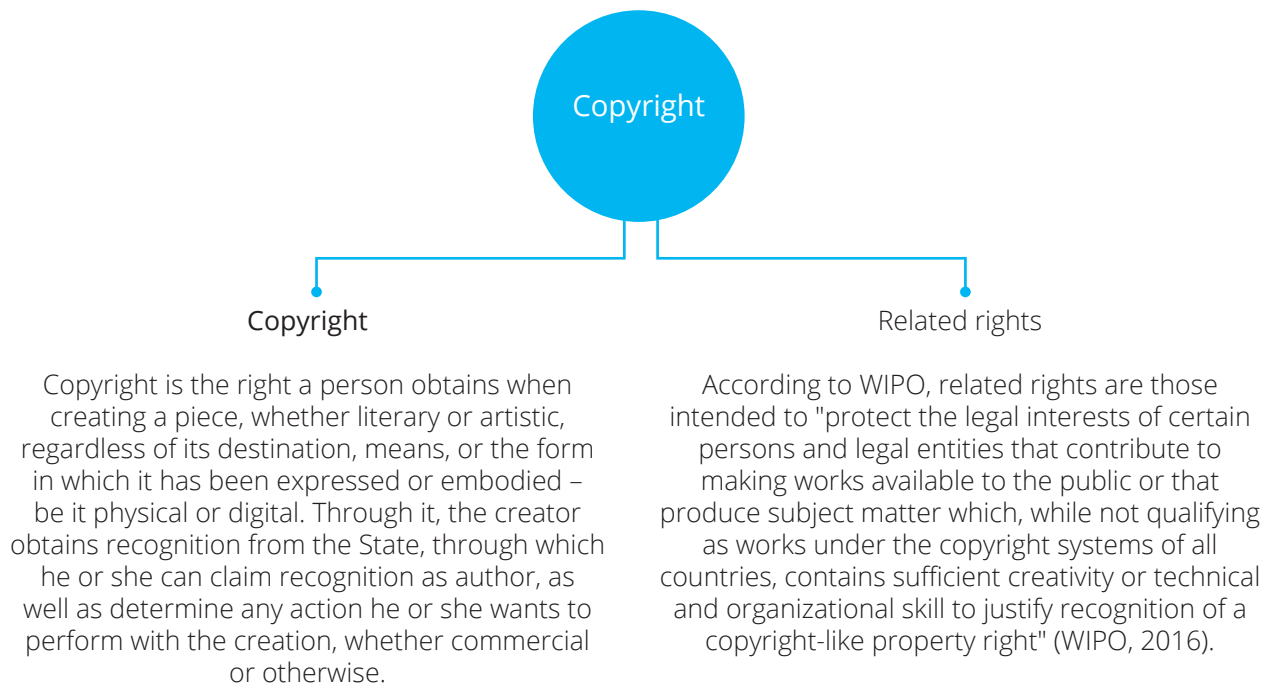 Copyright
Copyright
Copyright is the right a person obtains when
creating a piece, whether literary or artistic,
regardless of its destination, means, or the form
in which it has been expressed or embodied –
be it physical or digital. Through it, the creator
obtains recognition from the State, through which
he or she can claim recognition as author, as
well as determine any action he or she wants to
perform with the creation, whether commercial
or otherwise.
Related rights
According to WIPO, related rights are those
intended to "protect the legal interests of certain
persons and legal entities that contribute to
making works available to the public or that
produce subject matter which, while not qualifying
as works under the copyright systems of all
countries, contains sufficient creativity or technical
and organizational skill to justify recognition of a
copyright-like property right" (WIPO, 2016).